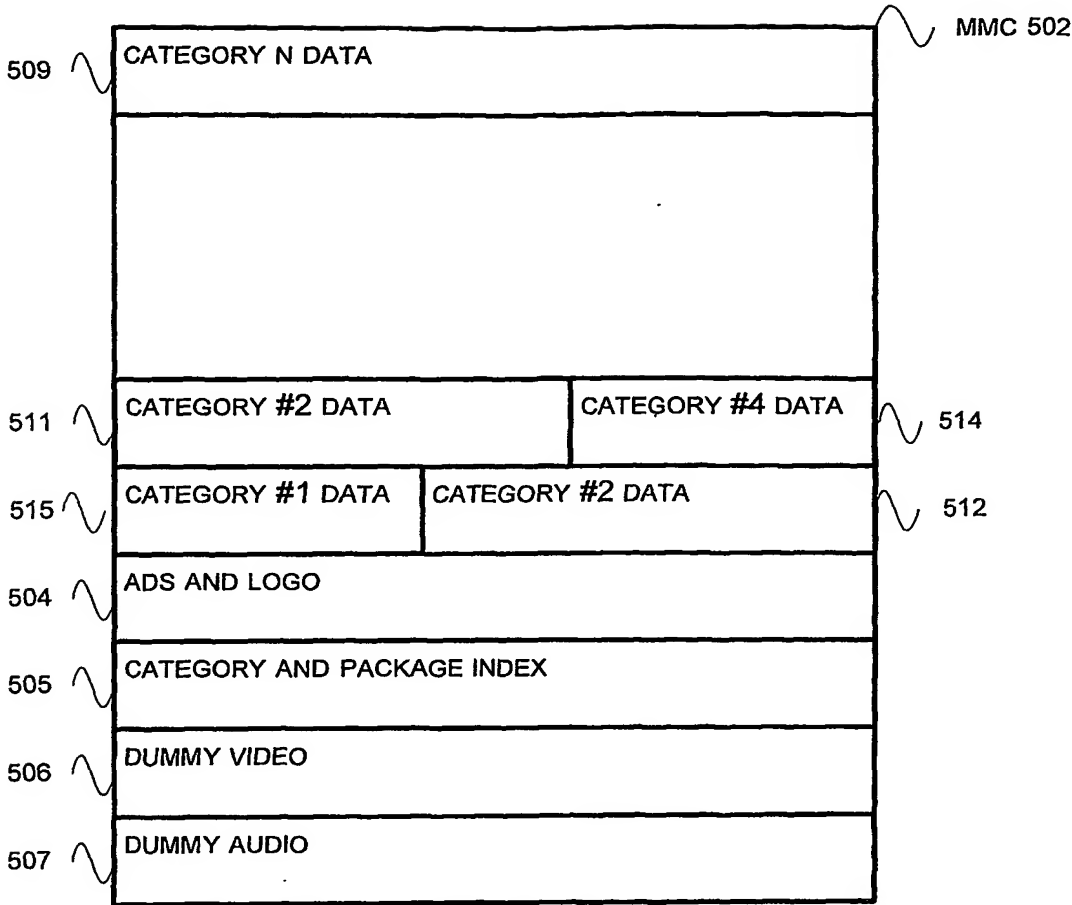 MMC 502
509 CATEGORY N DATA
511 CATEGORY #2 DATA CATEGORY #4 DATA 514
515 CATEGORY #1 DATA CATEGORY #2 DATA 512
504 ADS AND LOGO
505 CATEGORY AND PACKAGE INDEX
506 DUMMY VIDEO
507 DUMMY AUDIO